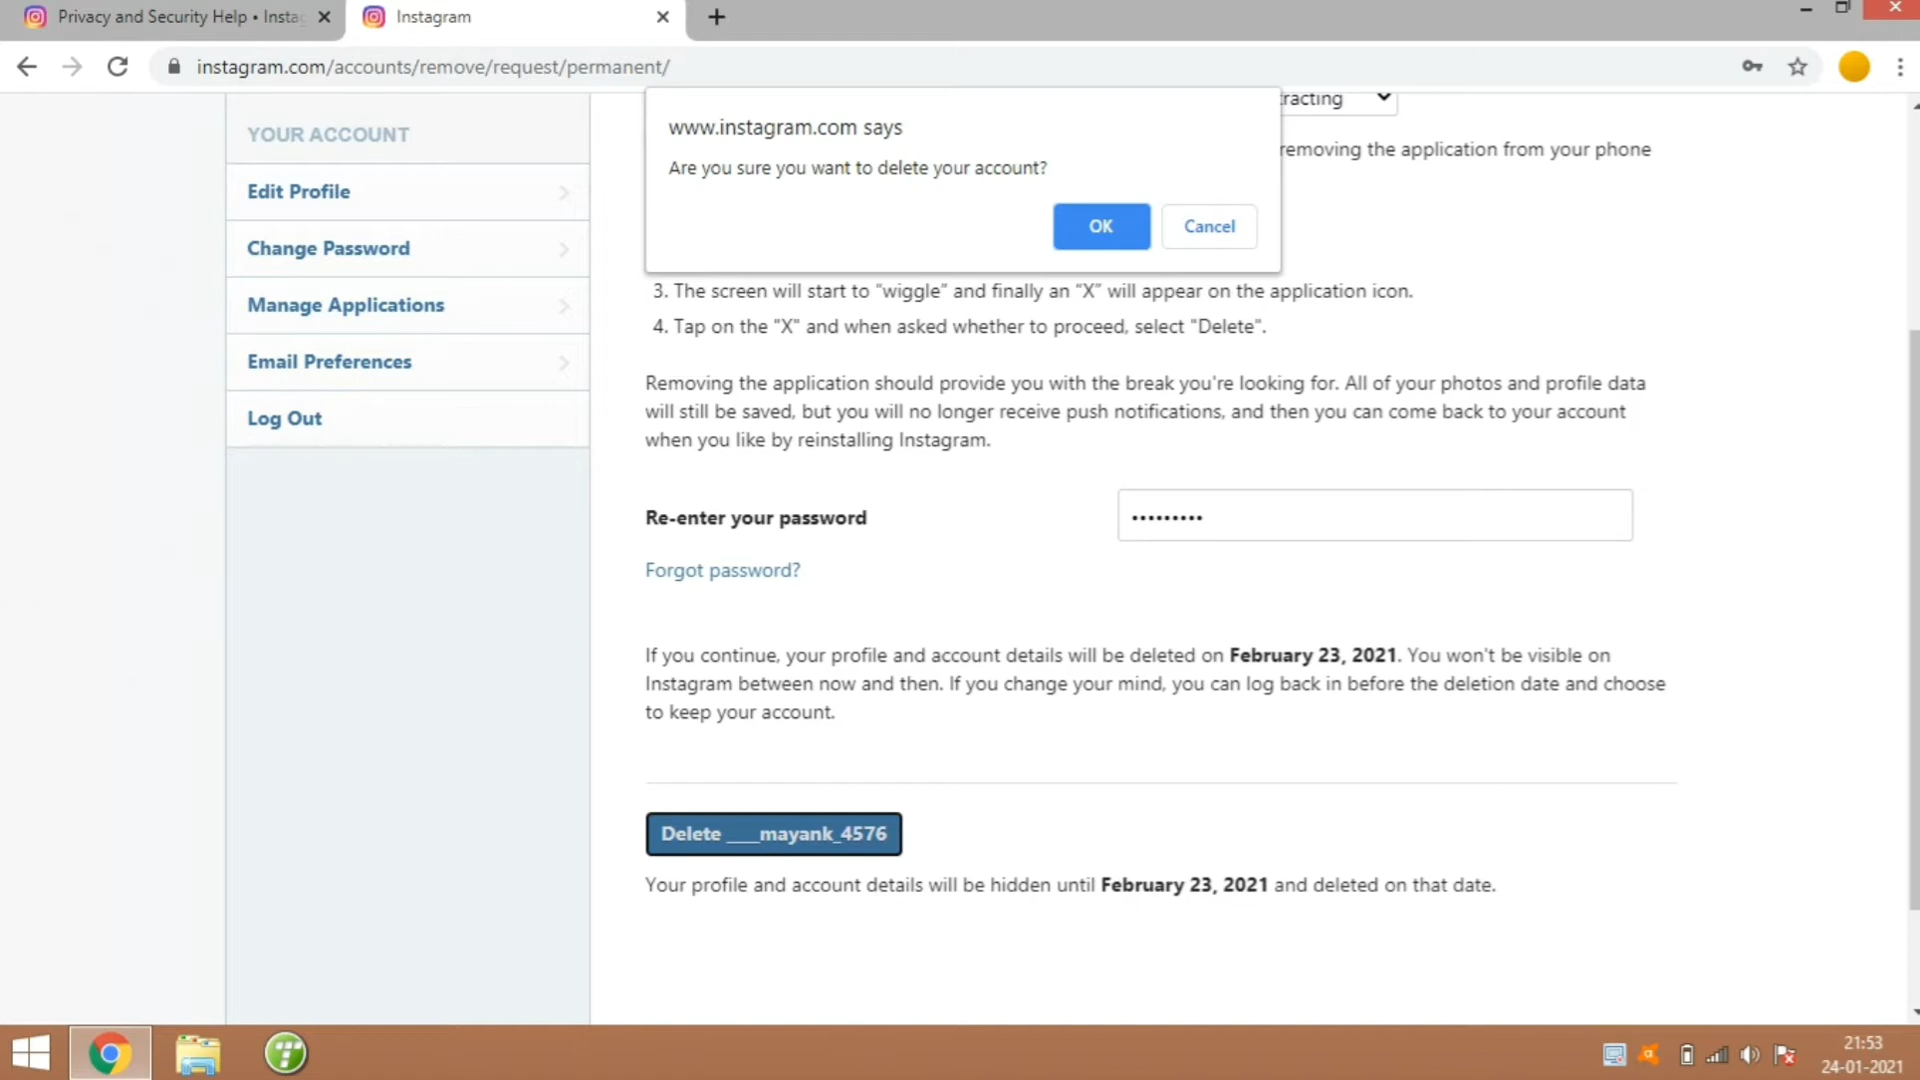 Privacy and Security Help • Insta
Instagram
instagram.com/accounts/remove/request/permanent/
YOUR ACCOUNT
Edit Profile
Change Password
Manage Applications
Email Preferences
Log Out
racting
www.instagram.com says
Are you sure you want to delete your account?
OK
Cancel
removing the application from your phone
3. The screen will start to "wiggle" and finally an "X" will appear on the application icon.
4. Tap on the "X" and when asked whether to proceed, select "Delete".
Removing the application should provide you with the break you're looking for. All of your photos and profile data
will still be saved, but you will no longer receive push notifications, and then you can come back to your account
when you like by reinstalling Instagram.
Re-enter your password
•••••••••
Forgot password?
If you continue, your profile and account details will be deleted on February 23, 2021. You won't be visible on
Instagram between now and then. If you change your mind, you can log back in before the deletion date and choose
to keep your account.
Delete ____mayank_4576
Your profile and account details will be hidden until February 23, 2021 and deleted on that date.
21:53
24-01-2021